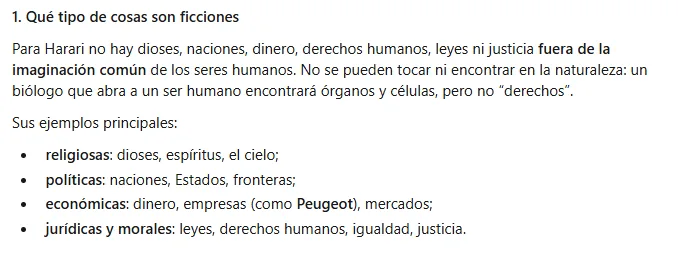 1. Qué tipo de cosas son ficciones
Para Harari no hay dioses, naciones, dinero, derechos humanos, leyes ni justicia fuera de la
imaginación común de los seres humanos. No se pueden tocar ni encontrar en la naturaleza: un
biólogo que abra a un ser humano encontrará órganos y células, pero no “derechos”.
Sus ejemplos principales:
• religiosas: dioses, espíritus, el cielo;
• políticas: naciones, Estados, fronteras;
• económicas: dinero, empresas (como Peugeot), mercados;
• jurídicas y morales: leyes, derechos humanos, igualdad, justicia.